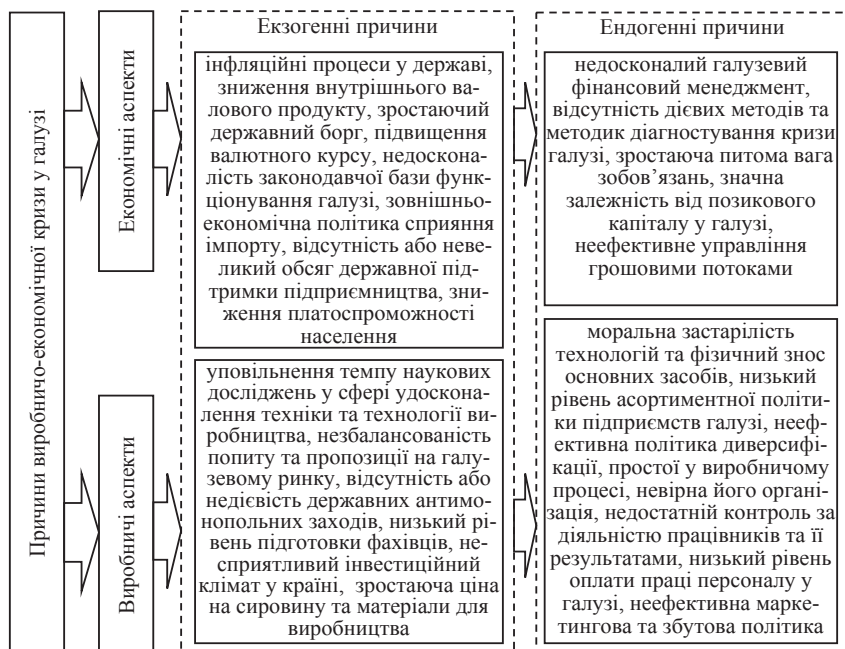 Причини виробничо-економічної кризи у галузі
Економічні аспекти
Екзогенні причини
інфляційні процеси у державі,
зниження внутрішнього ва-
лового продукту, зростаючий
державний борг, підвищення
валютного курсу, недоскона-
лість законодавчої бази функ-
ціонування галузі, зовнішньо-
економічна політика сприяння
імпорту, відсутність або неве-
ликий обсяг державної під-
тримки підприємництва, зни-
ження платоспроможності
населення
Ендогенні причини
недосконалий галузевий
фінансовий менеджмент,
відсутність дієвих методів та
методик діагностування кризи
галузі, зростаюча питома вага
зобов’язань, значна
залежність від позикового
капіталу у галузі,
неефективне управління
грошовими потоками
Виробничі аспекти
уповільнення темпу наукових
досліджень у сфері удоскона-
лення техніки та технології ви-
робництва, незбалансованість
попиту та пропозиції на галу-
зевому ринку, відсутність або
недієвість державних антимо-
нопольних заходів, низький рі-
вень підготовки фахівців, не-
сприятливий інвестиційний
клімат у країні, зростаюча ціна
на сировину та матеріали для
виробництва
моральна застарілість
технологій та фізичний знос
основних засобів, низький
рівень асортиментної політи-
ки підприємств галузі, нееф-
ективна політика диверсифі-
кації, простої у виробничому
процесі, невірна його органі-
зація, недостатній контроль за
діяльністю працівників та її
результатами, низький рівень
оплати праці персоналу у
галузі, неефективна марке-
тингова та збутова політика